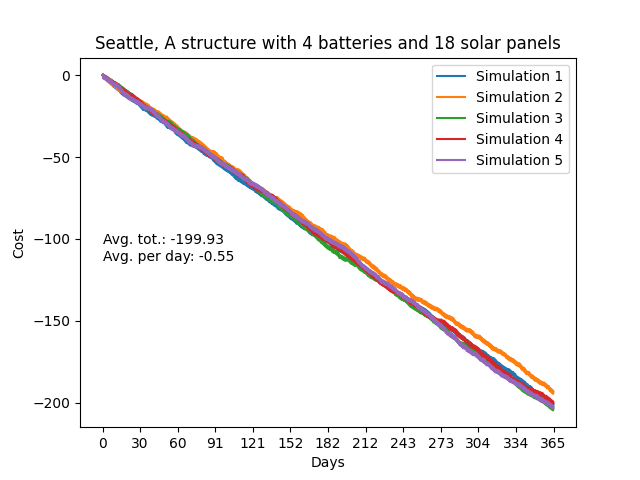 Seattle, A structure with 4 batteries and 18 solar panels
Simulation 1
Simulation 2
Simulation 3
Simulation 4
Simulation 5
0
−50
−100
−150
−200
Cost
Avg. tot.: -199.93
Avg. per day: -0.55
0 30 60 91 121 152 182 212 243 273 304 334 365
Days